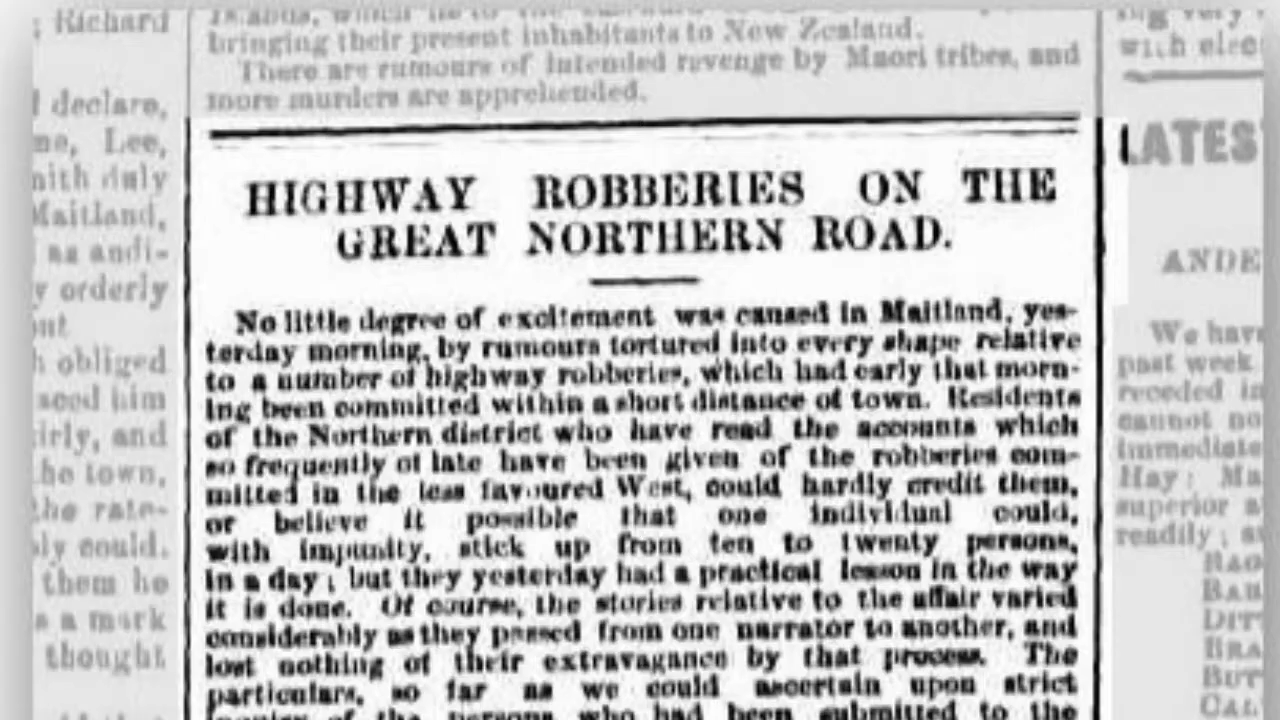 ; Richard
declare,
me, Lee,
duly
Maitland,
as audi-
orderly
obliged
him
and
the town,
the rate-
could.
them he
a mark
thought
bringing their present inhabitants to New Zealand.
There are rumours of intended revenge by Maori tribes, and
more murders are apprehended.
HIGHWAY ROBBERIES ON THE
GREAT NORTHERN ROAD.
No little degree of excitement was caused in Maitland, yes-
terday morning, by rumours tortured into every shape relative
to a number of highway robberies, which had early that morn-
ing been committed within a short distance of town. Residents
of the Northern district who have read the accounts which
so frequently of late have been given of the robberies com-
mitted in the less favoured West, could hardly credit them,
or believe it possible that one individual could,
with impunity, stick up from ten to twenty persons,
in a day; but they yesterday had a practical lesson in the way
it is done. Of course, the stories relative to the affair varied
considerably as they passed from one narrator to another, and
lost nothing of their extravagance by that process. The
particulars, so far as we could ascertain upon strict
inquiry of the persons who had been submitted to the
ing very
with elec
LATES
ANDE
We have
past week
receded in
cannot no
immediate
Hay: Ma
superior a
readily;
BAG
BAR
DITT
BRA
BUT
CAL